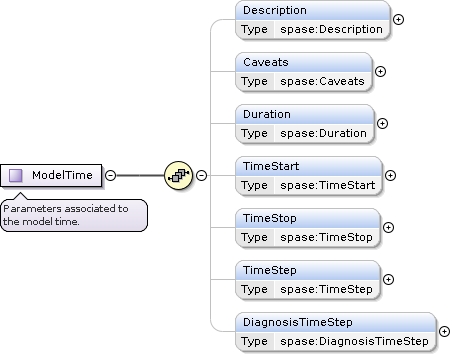 Description
Type spase:Description
Caveats
Type spase:Caveats
Duration
Type spase:Duration
ModelTime
Parameters associated to
the model time.
TimeStart
Type spase:TimeStart
TimeStop
Type spase:TimeStop
TimeStep
Type spase:TimeStep
DiagnosisTimeStep
Type spase:DiagnosisTimeStep